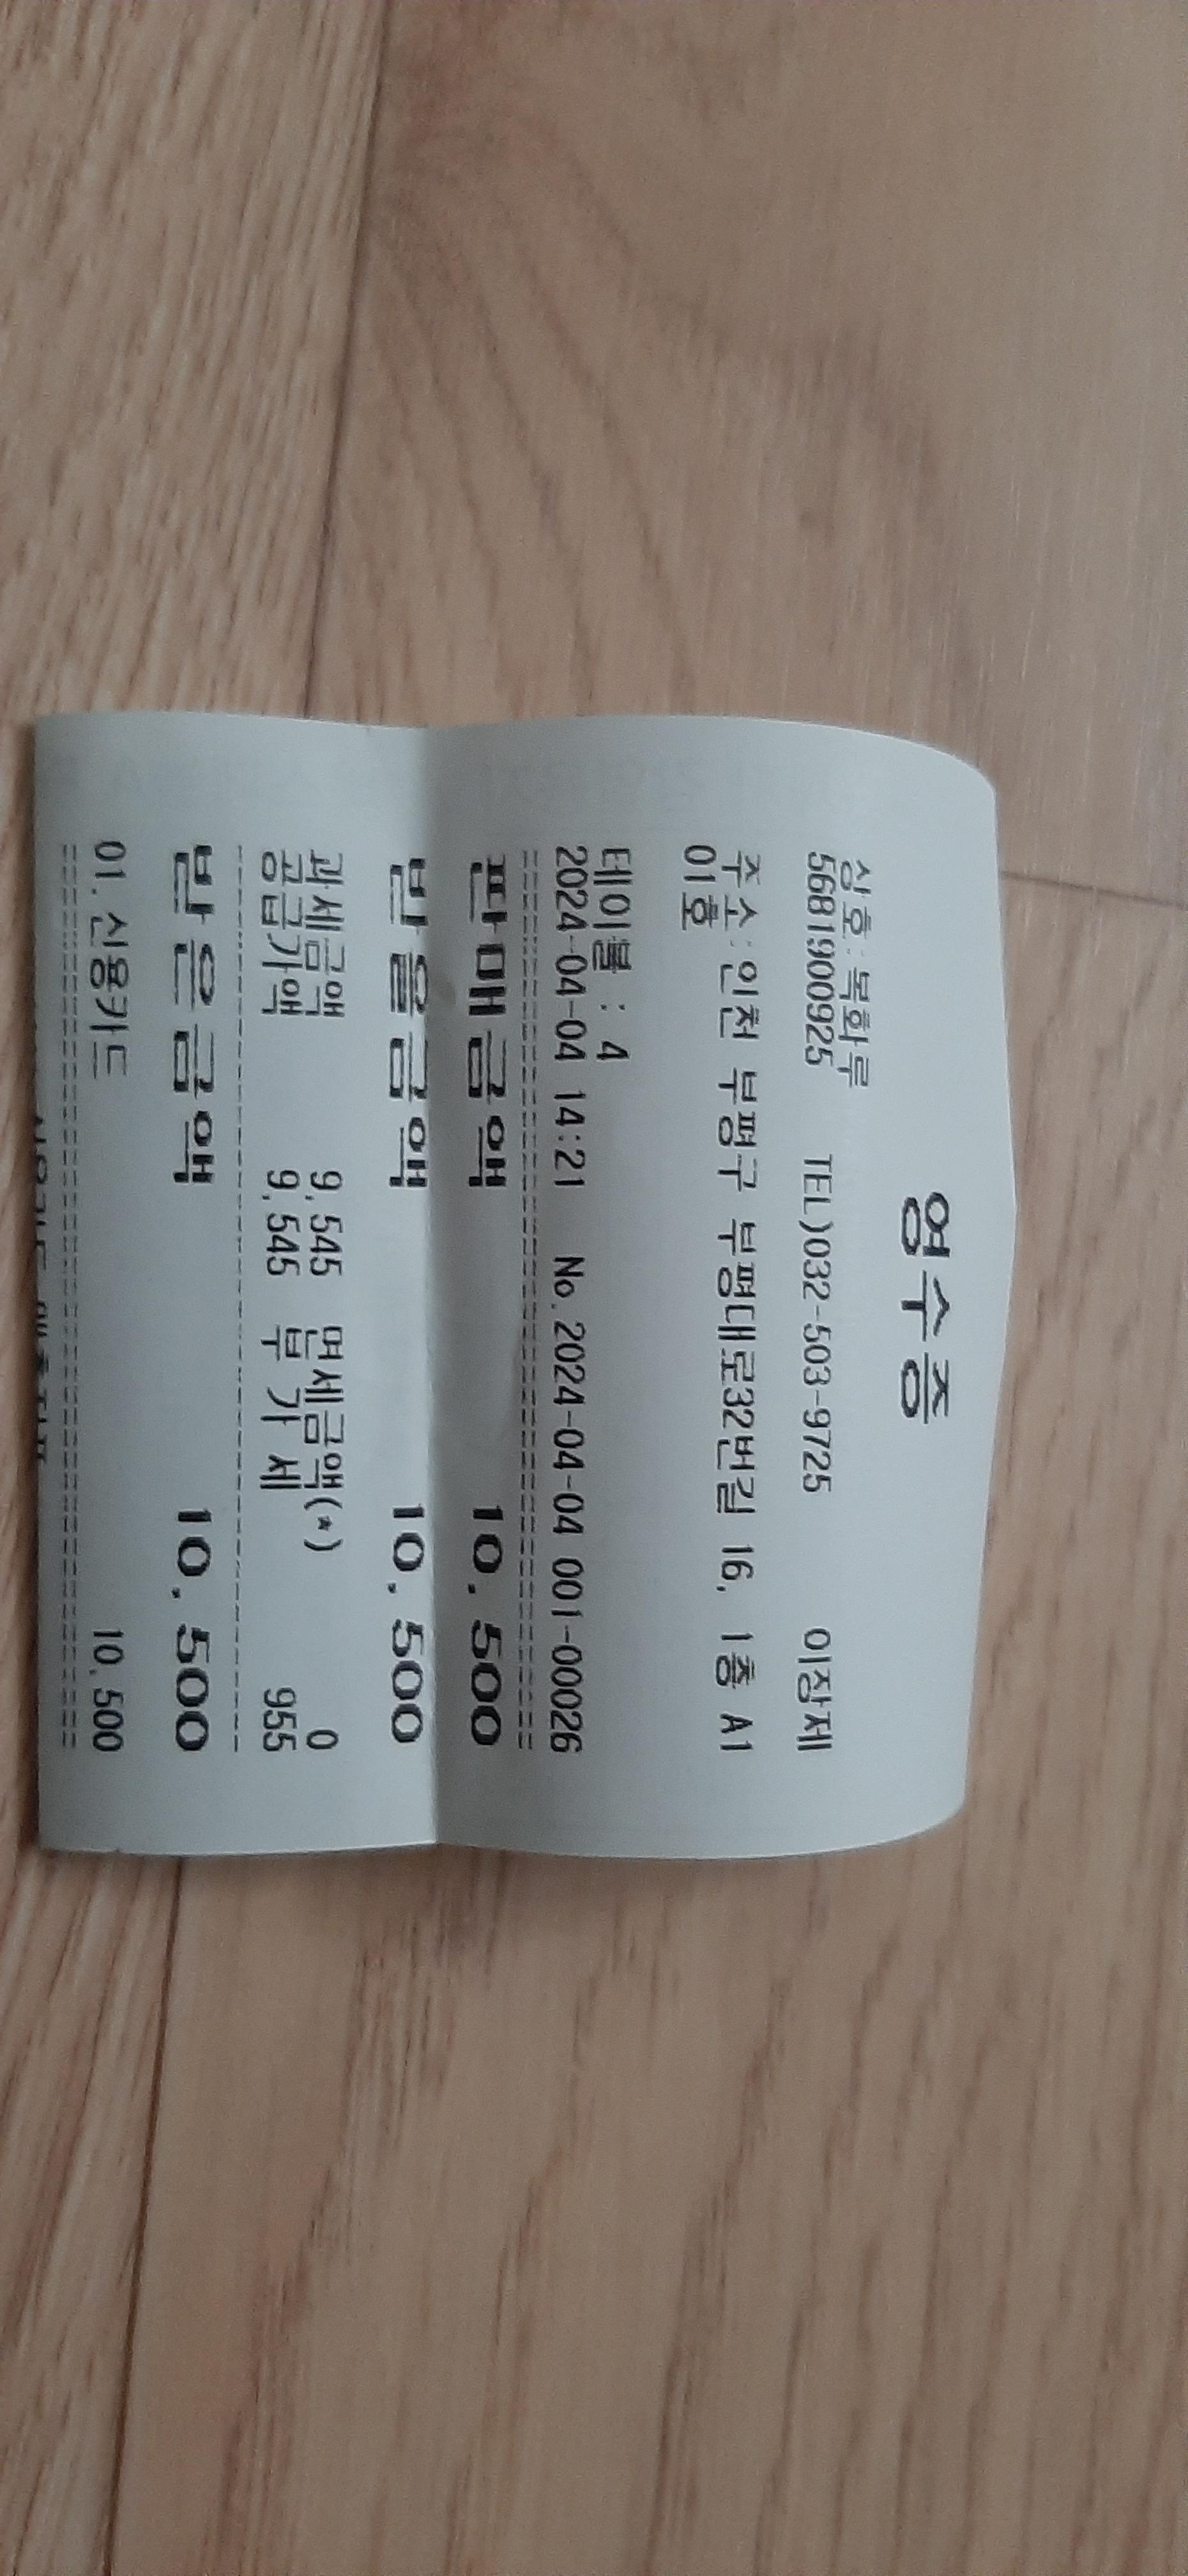 영수증
상호:복화루
5681900925 TEL)032-503-9725 이장제
주소:인천 부평구 부평대로32번길 16, 1층 A1
01호
테이블 : 4
2024-04-04 14:21 No.2024-04-04 001-00026
판매금액 10,500
받을금액 10,500
과세금액 9,545 면세금액(*) 0
공급가액 9,545 부 가 세 955
받은금액 10,500
01. 신용카드 10,500